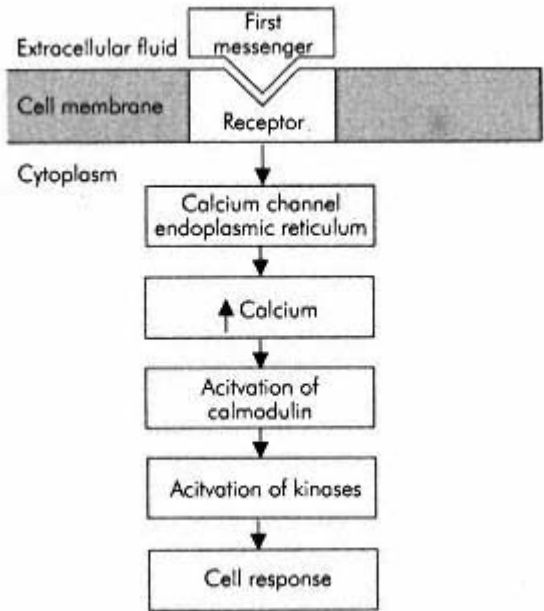 First
messenger
Extracellular fluid
Cell membrane
Receptor.
Cytoplasm
Calcium channel
endoplasmic reticulum
↑ Calcium
Acitvation of
calmodulin
Acitvation of kinases
Cell response